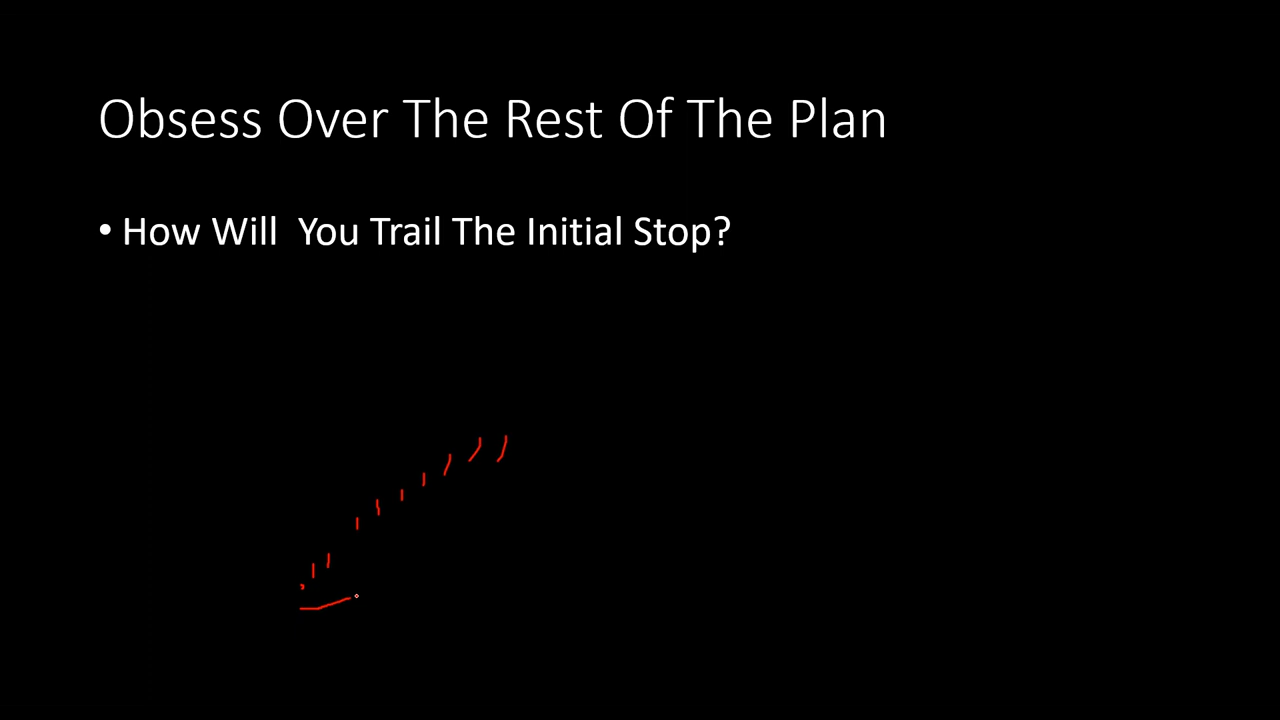 Obsess Over The Rest Of The Plan
• How Will  You Trail The Initial Stop?